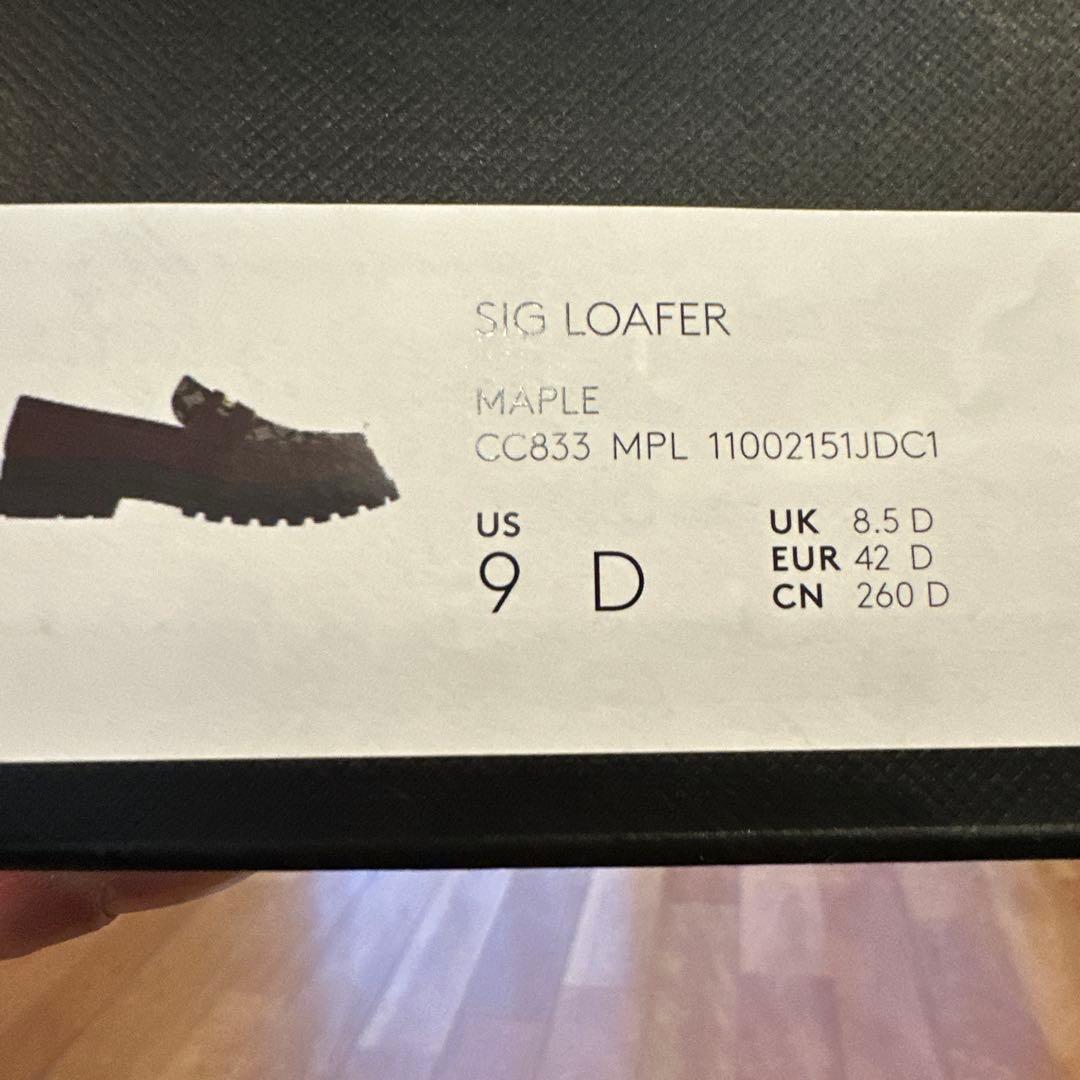 SIG LOAFER
MAPLE
CC833 MPL 11002151JDC1
US
9 D
UK 8.5 D
EUR 42 D
CN 260 D